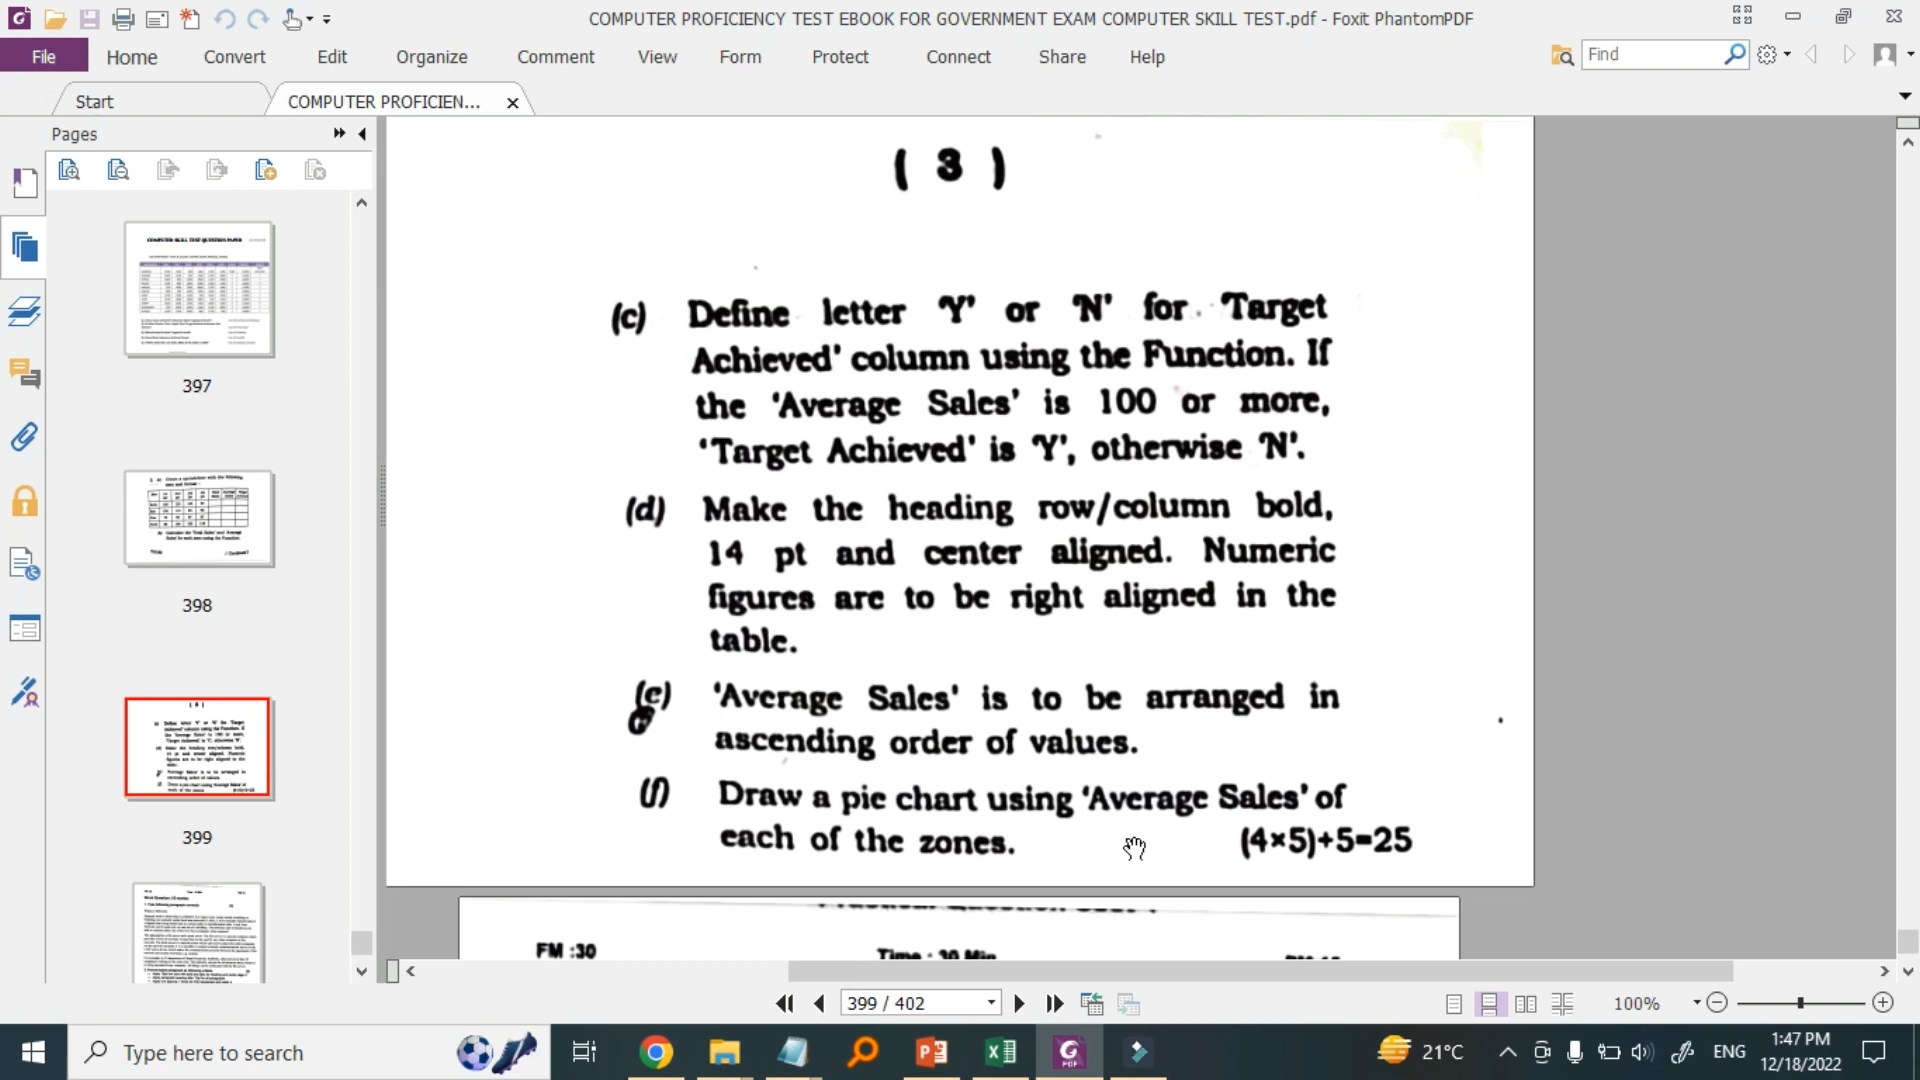 COMPUTER PROFICIENCY TEST EBOOK FOR GOVERNMENT EXAM COMPUTER SKILL TEST.pdf - Foxit PhantomPDF
File Home Convert Edit Organize Comment View Form Protect Connect Share Help Find
Start COMPUTER PROFICIEN...
Pages
397
398
399
( 3 )
(c) Define letter 'Y' or 'N' for 'Target
Achieved' column using the Function. If
the 'Average Sales' is 100 or more,
'Target Achieved' is 'Y', otherwise 'N'.
(d) Make the heading row/column bold,
14 pt and center aligned. Numeric
figures are to be right aligned in the
table.
(e) 'Average Sales' is to be arranged in
ascending order of values.
(f) Draw a pie chart using 'Average Sales' of
each of the zones. (4×5)+5=25
FM :30 Time : 30 Min
399 / 402 100%
Type here to search 21°C ENG 1:47 PM
12/18/2022